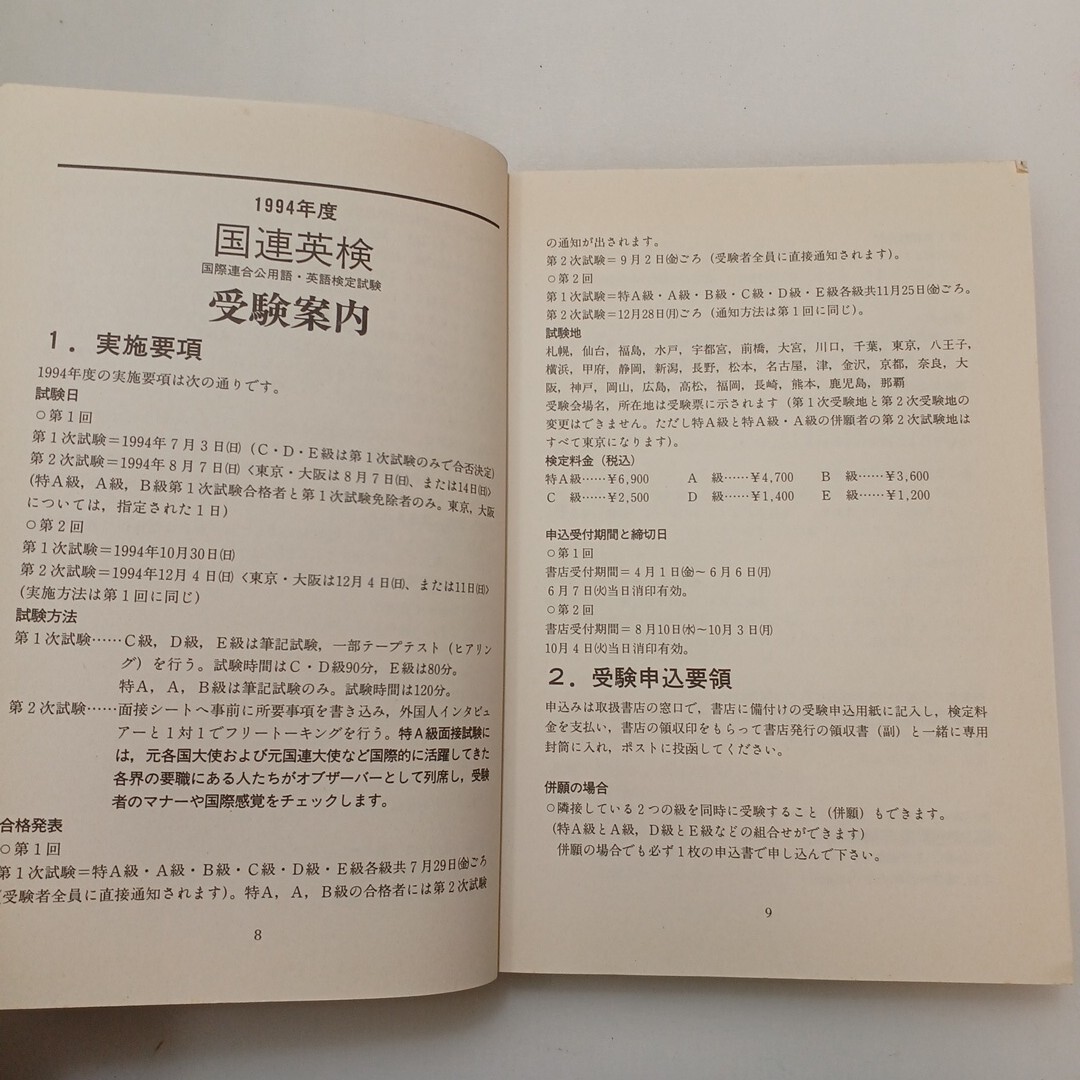 1994年度
国連英検
国際連合公用語・英語検定試験
受験案内
1．実施要項
1994年度の実施要項は次の通りです。
試験日
○第1回
第1次試験＝1994年7月3日㈰（C・D・E級は第1次試験のみで合否決定）
第2次試験＝1994年8月7日㈰〈東京・大阪は8月7日㈰、または14日㈰〉
（特A級，A級，B級第1次試験合格者と第1次試験免除者のみ。東京，大阪
については，指定された1日）
○第2回
第1次試験＝1994年10月30日㈰
第2次試験＝1994年12月4日㈰〈東京・大阪は12月4日㈰、または11日㈰〉
（実施方法は第1回に同じ）
試験方法
第1次試験……C級，D級，E級は筆記試験，一部テープテスト（ヒアリン
グ）を行う。試験時間はC・D級90分，E級は80分。
特A，A，B級は筆記試験のみ。試験時間は120分。
第2次試験……面接シートへ事前に所要事項を書き込み，外国人インタビュ
アーと1対1でフリートーキングを行う。特A級面接試験に
は，元各国大使および元国連大使など国際的に活躍してきた
各界の要職にある人たちがオブザーバーとして列席し，受験
者のマナーや国際感覚をチェックします。
合格発表
○第1回
第1次試験＝特A級・A級・B級・C級・D級・E級各級共7月29日㈮ごろ
（受験者全員に直接通知されます）。特A，A，B級の合格者には第2次試験
8
の通知が出されます。
第2次試験＝9月2日㈮ごろ（受験者全員に直接通知されます）。
○第2回
第1次試験＝特A級・A級・B級・C級・D級・E級各級共11月25日㈮ごろ。
第2次試験＝12月28日㈪ごろ（通知方法は第1回に同じ）。
試験地
札幌，仙台，福島，水戸，宇都宮，前橋，大宮，川口，千葉，東京，八王子，
横浜，甲府，静岡，新潟，長野，松本，名古屋，津，金沢，京都，奈良，大
阪，神戸，岡山，広島，高松，福岡，長崎，熊本，鹿児島，那覇
受験会場名，所在地は受験票に示されます（第1次受験地と第2次受験地の
変更はできません。ただし特A級と特A級・A級の併願者の第2次試験地は
すべて東京になります）。
検定料金（税込）
特A級……￥6,900　A　級……￥4,700　B　級……￥3,600
C　級……￥2,500　D　級……￥1,400　E　級……￥1,200
申込受付期間と締切日
○第1回
書店受付期間＝4月1日㈮～6月6日㈪
6月7日㈫当日消印有効。
○第2回
書店受付期間＝8月10日㈬～10月3日㈪
10月4日㈫当日消印有効。
2．受験申込要領
申込みは取扱書店の窓口で，書店に備付けの受験申込用紙に記入し，検定料
金を支払い，書店の領収印をもらって書店発行の領収書（副）と一緒に専用
封筒に入れ，ポストに投函してください。
併願の場合
○隣接している2つの級を同時に受験すること（併願）もできます。
（特A級とA級，D級とE級などの組合せができます）
併願の場合でも必ず1枚の申込書で申し込んで下さい。
9